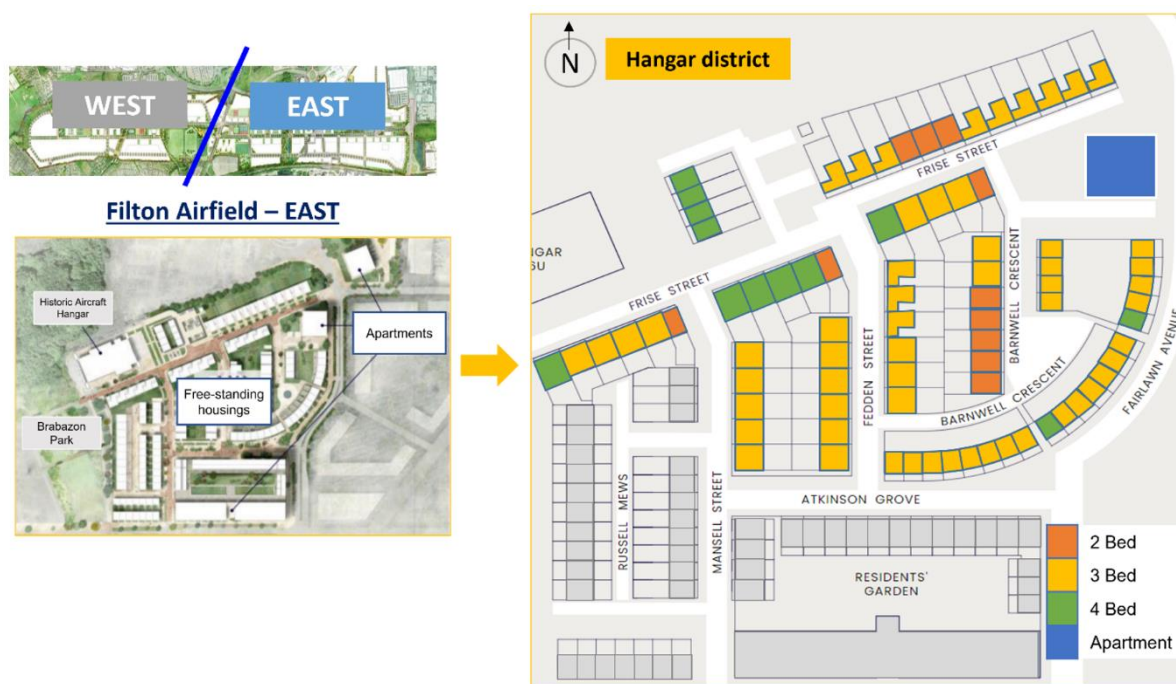 WEST
EAST
Filton Airfield – EAST
Historic Aircraft
Hangar
Apartments
Free-standing
housings
Brabazon
Park
N
Hangar district
FRISE STREET
GAR
SU
FRISE STREET
BARNWELL CRESCENT
FEDDEN STREET
BARNWELL CRESCENT
FAIRLAWN AVENUE
ATKINSON GROVE
RUSSELL MEWS
MANSELL STREET
RESIDENTS'
GARDEN
2 Bed
3 Bed
4 Bed
Apartment